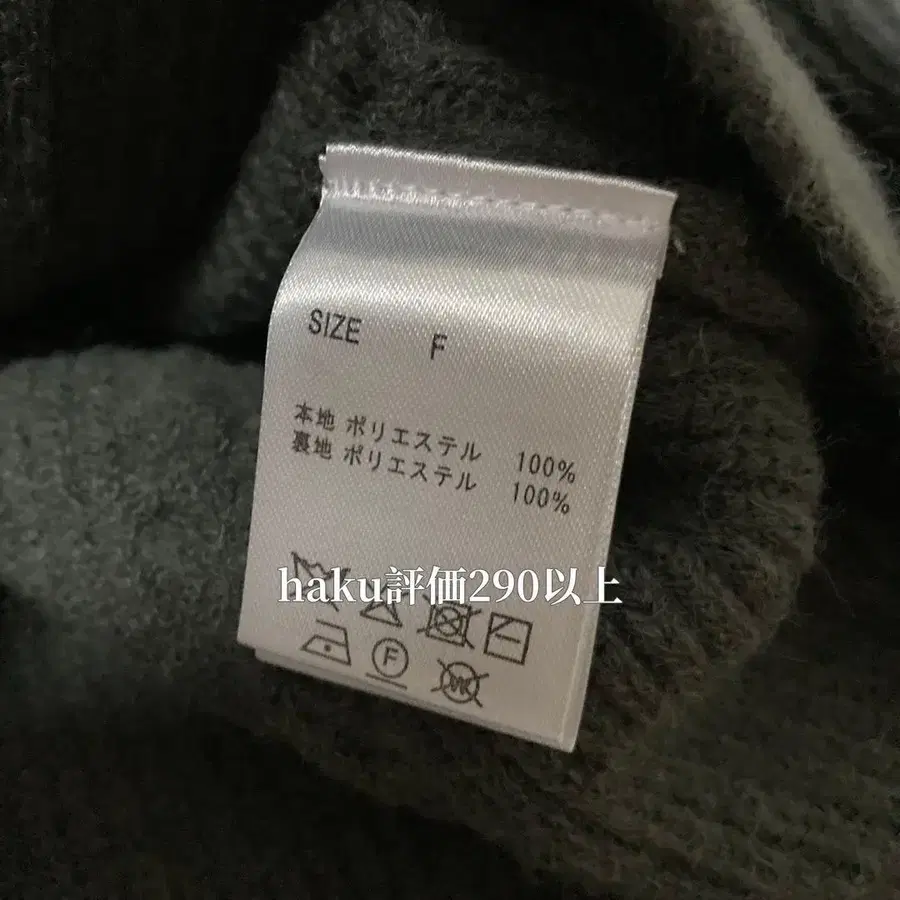 SIZE F
本地 ポリエステル 100%
裏地 ポリエステル 100%
haku評価290以上
F
W